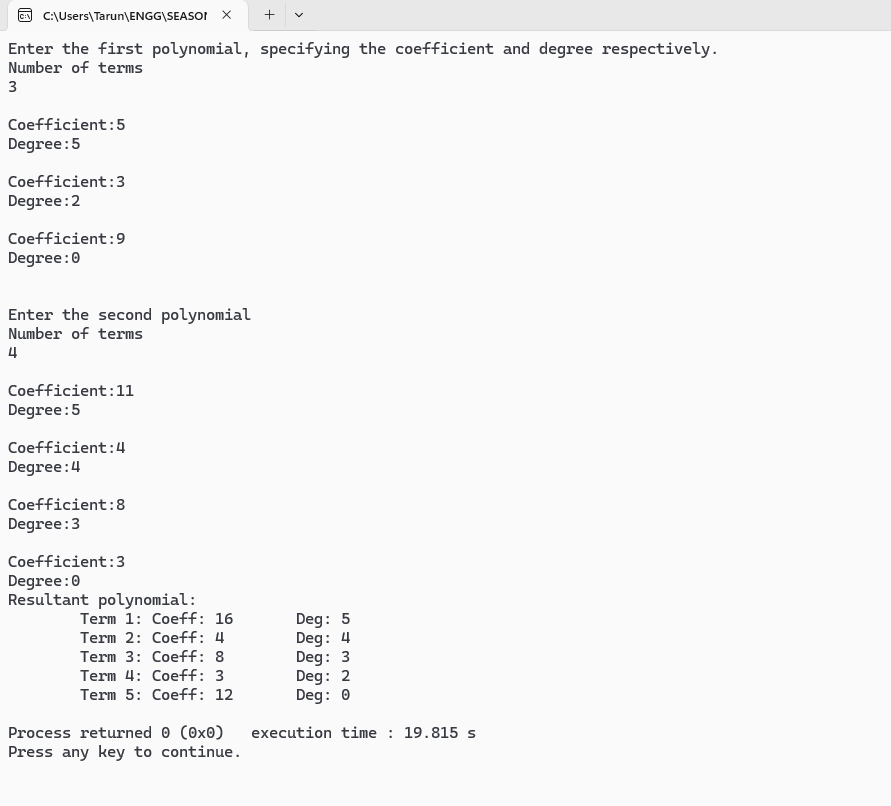 C:\Users\Tarun\ENGG\SEASON
Enter the first polynomial, specifying the coefficient and degree respectively.
Number of terms
3
Coefficient:5
Degree:5
Coefficient:3
Degree:2
Coefficient:9
Degree:0
Enter the second polynomial
Number of terms
4
Coefficient:11
Degree:5
Coefficient:4
Degree:4
Coefficient:8
Degree:3
Coefficient:3
Degree:0
Resultant polynomial:
Term 1: Coeff: 16 Deg: 5
Term 2: Coeff: 4 Deg: 4
Term 3: Coeff: 8 Deg: 3
Term 4: Coeff: 3 Deg: 2
Term 5: Coeff: 12 Deg: 0
Process returned 0 (0x0) execution time : 19.815 s
Press any key to continue.